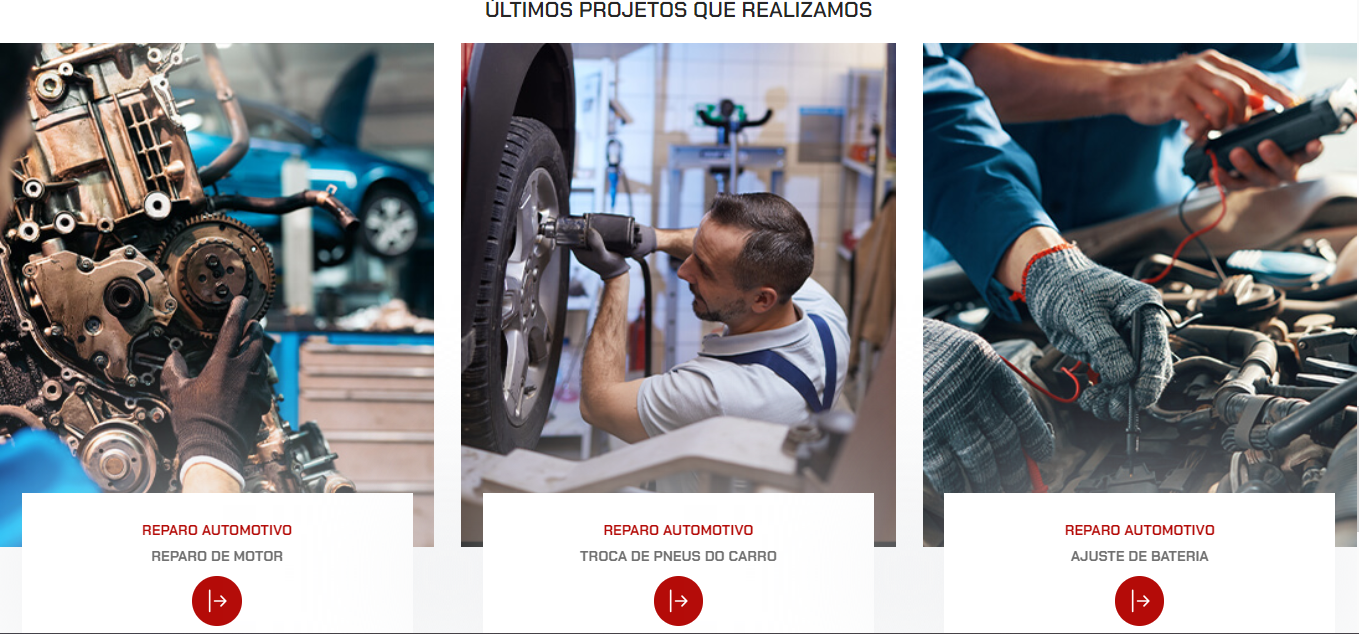 ÚLTIMOS PROJETOS QUE REALIZAMOS
REPARO AUTOMOTIVO
REPARO DE MOTOR
REPARO AUTOMOTIVO
TROCA DE PNEUS DO CARRO
REPARO AUTOMOTIVO
AJUSTE DE BATERIA